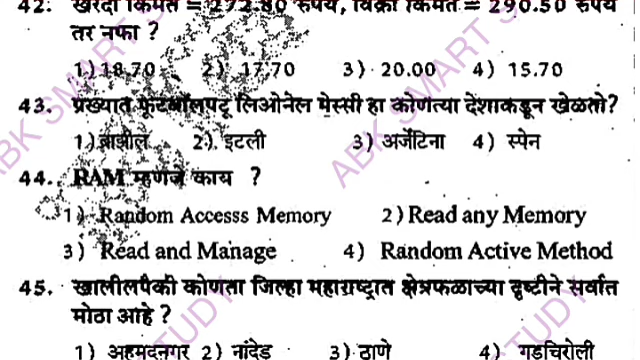 42. खरेदी किंमत = 272.80 रुपये, विक्री किंमत = 290.50 रुपये
तर नफा ?
1) 18.70 2) 17.70 3) 20.00 4) 15.70
43. प्रख्यात फूटबॉलपटू लिओनेल मेस्सी हा कोणत्या देशाकडून खेळतो?
1) ब्राझील 2) इटली 3) अर्जेंटिना 4) स्पेन
44. RAM म्हणजे काय ?
1) Random Accesss Memory 2) Read any Memory
3) Read and Manage 4) Random Active Method
45. खालीलपैकी कोणता जिल्हा महाराष्ट्रात क्षेत्रफळाच्या दृष्टीने सर्वात
मोठा आहे ?
1) अहमदनगर 2) नांदेड 3) ठाणे 4) गडचिरोली